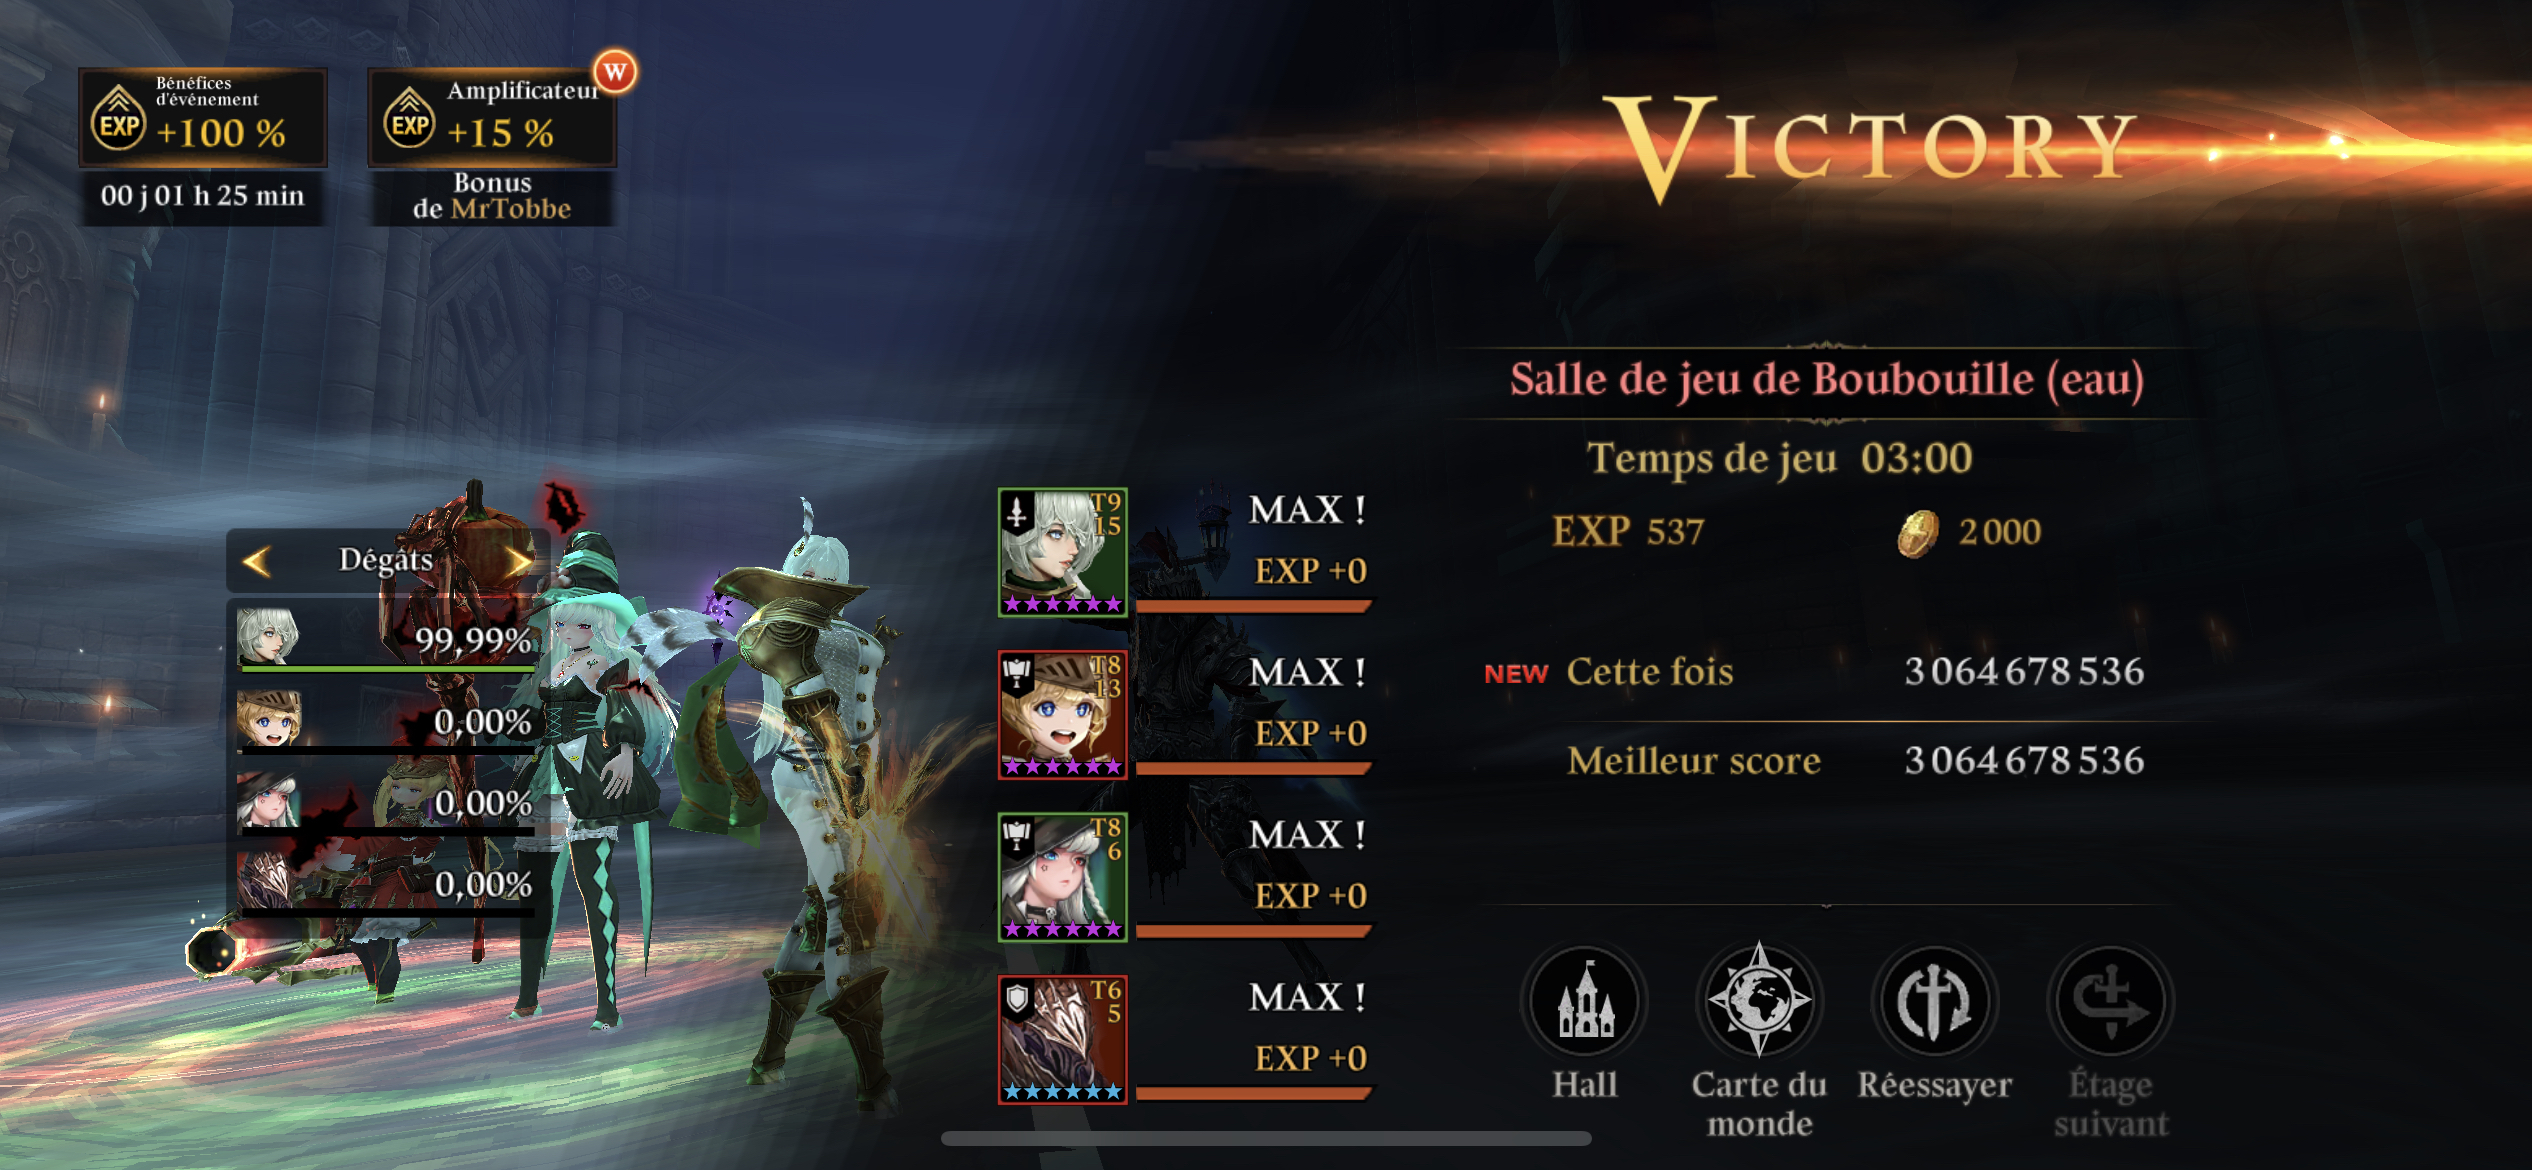 Bénéfices
d'événement
EXP
+100 %
00 j 01 h 25 min
W
Amplificateur
EXP
+15 %
Bonus
de MrTobbe
VICTORY
Salle de jeu de Boubouille (eau)
Temps de jeu 03:00
EXP 537
2 000
NEW Cette fois 3 064 678 536
Meilleur score 3 064 678 536
Dégâts
99,99%
0,00%
0,00%
0,00%
T9
15
MAX !
EXP +0
T8
13
MAX !
EXP +0
T8
6
MAX !
EXP +0
T6
5
MAX !
EXP +0
Hall
Carte du
monde
Réessayer
Étage
suivant